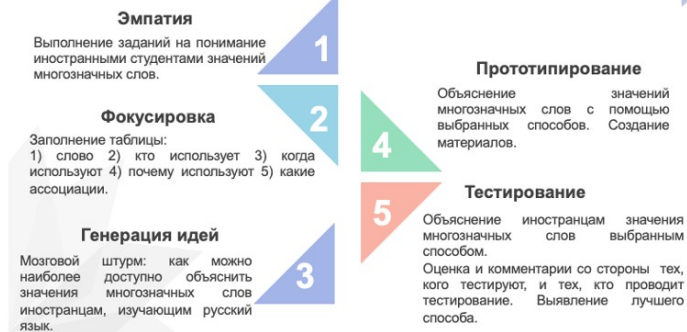 Эмпатия
Выполнение заданий на понимание
иностранными студентами значений
многозначных слов.
1
Фокусировка
Заполнение таблицы:
1) слово 2) кто использует 3) когда
используют 4) почему используют 5) какие
ассоциации.
2
Генерация идей
Мозговой штурм: как можно
наиболее доступно объяснить
значения многозначных слов
иностранцам, изучающим русский
язык.
3
Прототипирование
Объяснение значений
многозначных слов с помощью
выбранных способов. Создание
материалов.
4
Тестирование
Объяснение иностранцам значения
многозначных слов выбранным
способом.
Оценка и комментарии со стороны тех,
кого тестируют, и тех, кто проводит
тестирование. Выявление лучшего
способа.
5